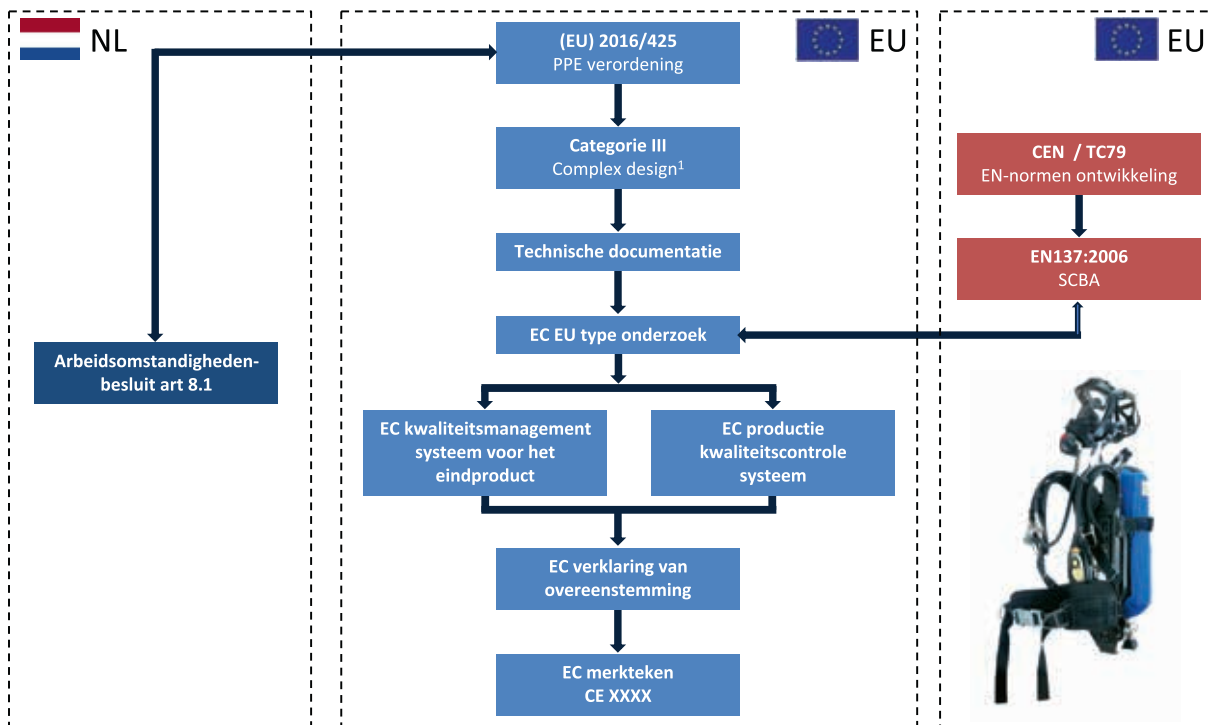 NL
EU
EU
(EU) 2016/425
PPE verordening
Categorie III
Complex design¹
Technische documentatie
EC EU type onderzoek
Arbeidsomstandigheden-
besluit art 8.1
EC kwaliteitsmanagement
systeem voor het
eindproduct
EC productie
kwaliteitscontrole
systeem
EC verklaring van
overeenstemming
EC merkteken
CE XXXX
CEN / TC79
EN-normen ontwikkeling
EN137:2006
SCBA